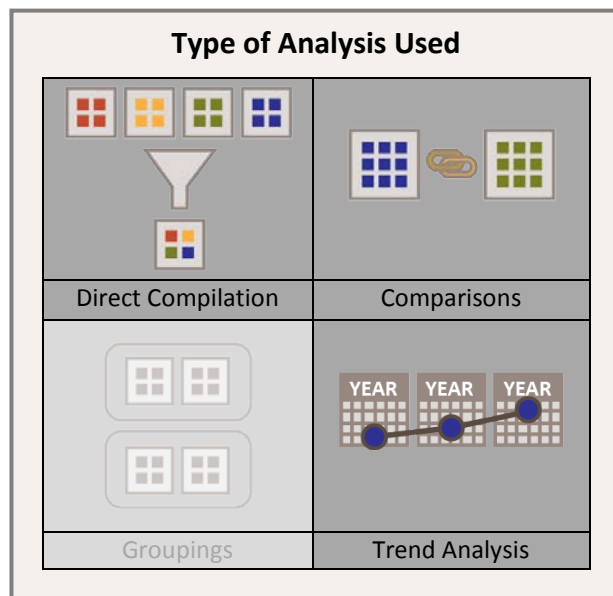 Type of Analysis Used
Direct Compilation
Comparisons
YEAR YEAR YEAR
Groupings
Trend Analysis